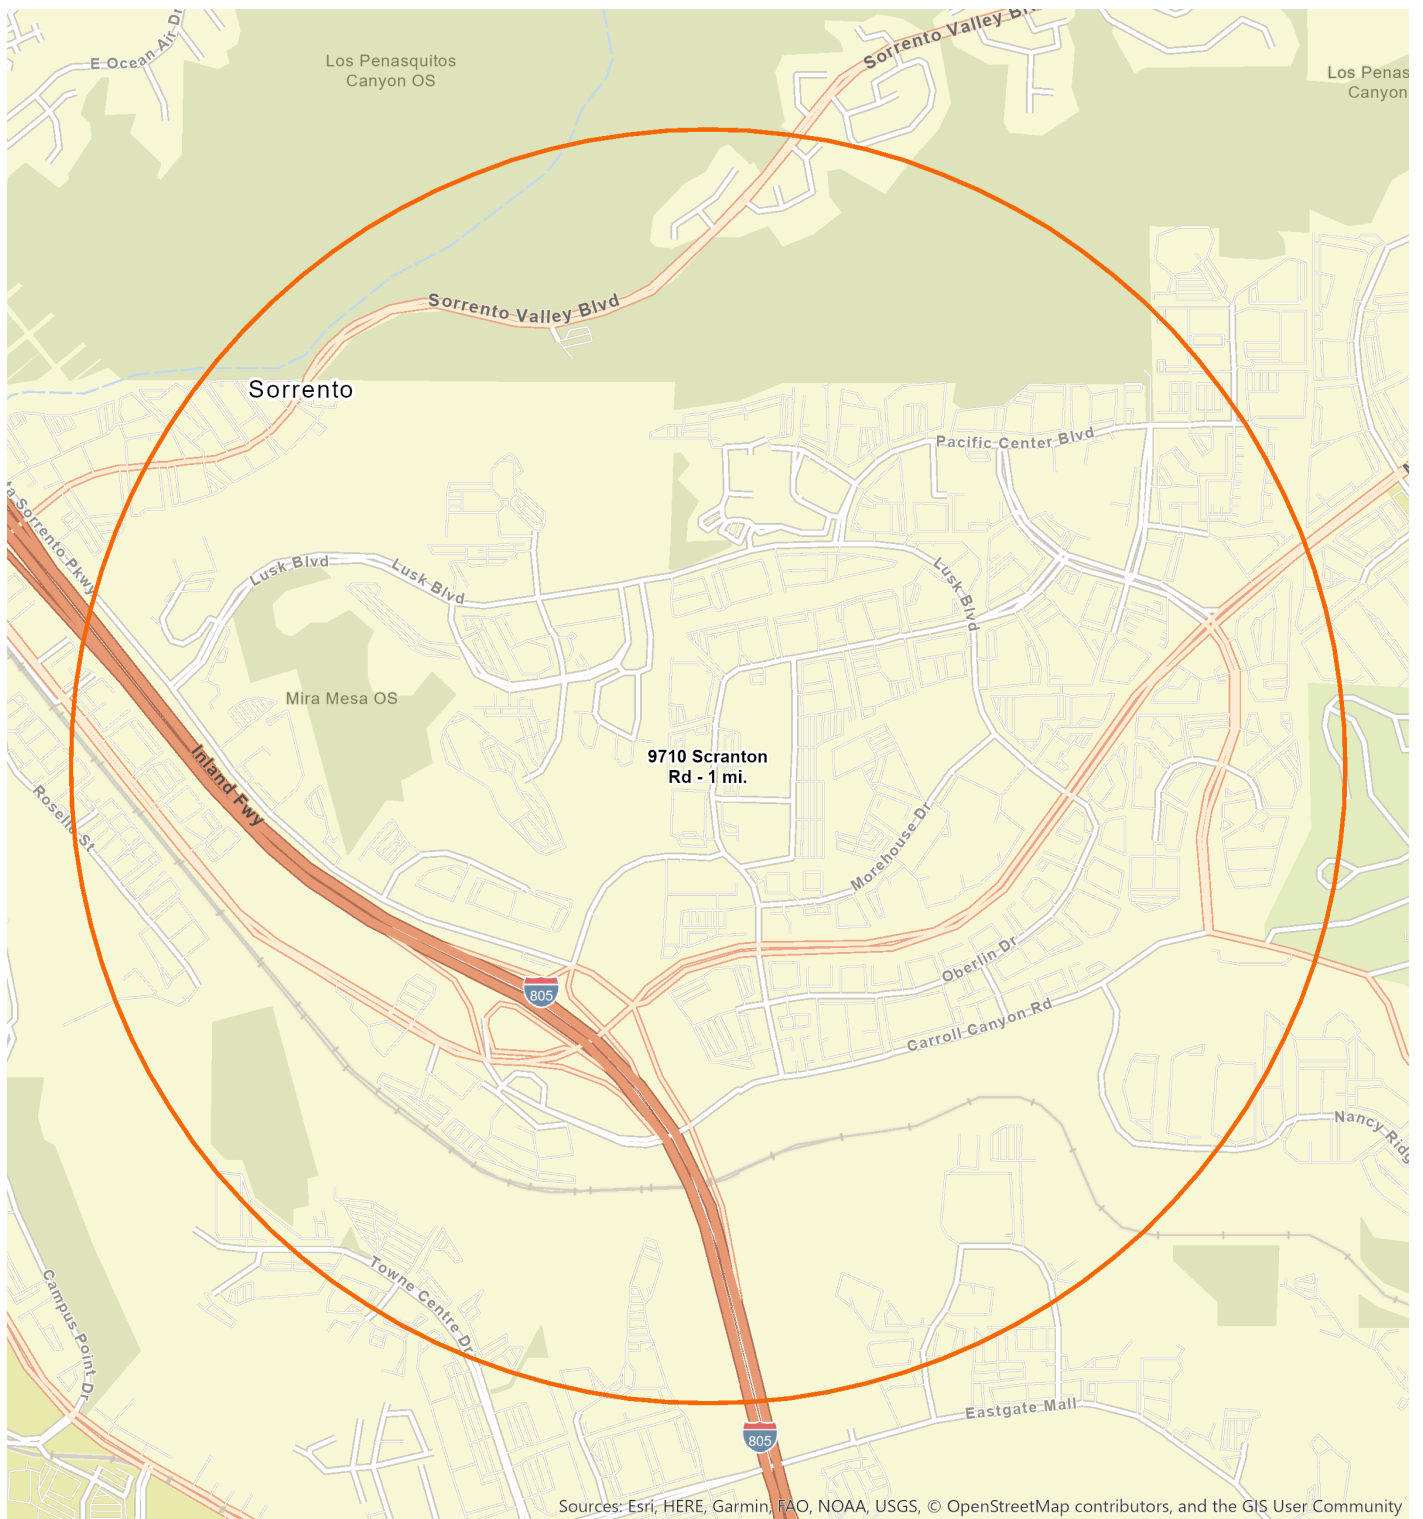 Sorrento Valley Bl
E Ocean Air Dr
Los Penasquitos
Canyon OS
Los Penas
Canyon
Sorrento Valley Blvd
Sorrento
Pacific Center Blvd
a Sorrento Pkwy
Lusk Blvd
Lusk Blvd
Lusk Blvd
Mira Mesa OS
9710 Scranton
Rd - 1 mi.
Inland Fwy
Roselle St
Morehouse Dr
Oberlin Dr
805
Carroll Canyon Rd
Nancy Ridg
Towne Centre Dr
Campus Point Dr
Eastgate Mall
805
Sources: Esri, HERE, Garmin, FAO, NOAA, USGS, © OpenStreetMap contributors, and the GIS User Community